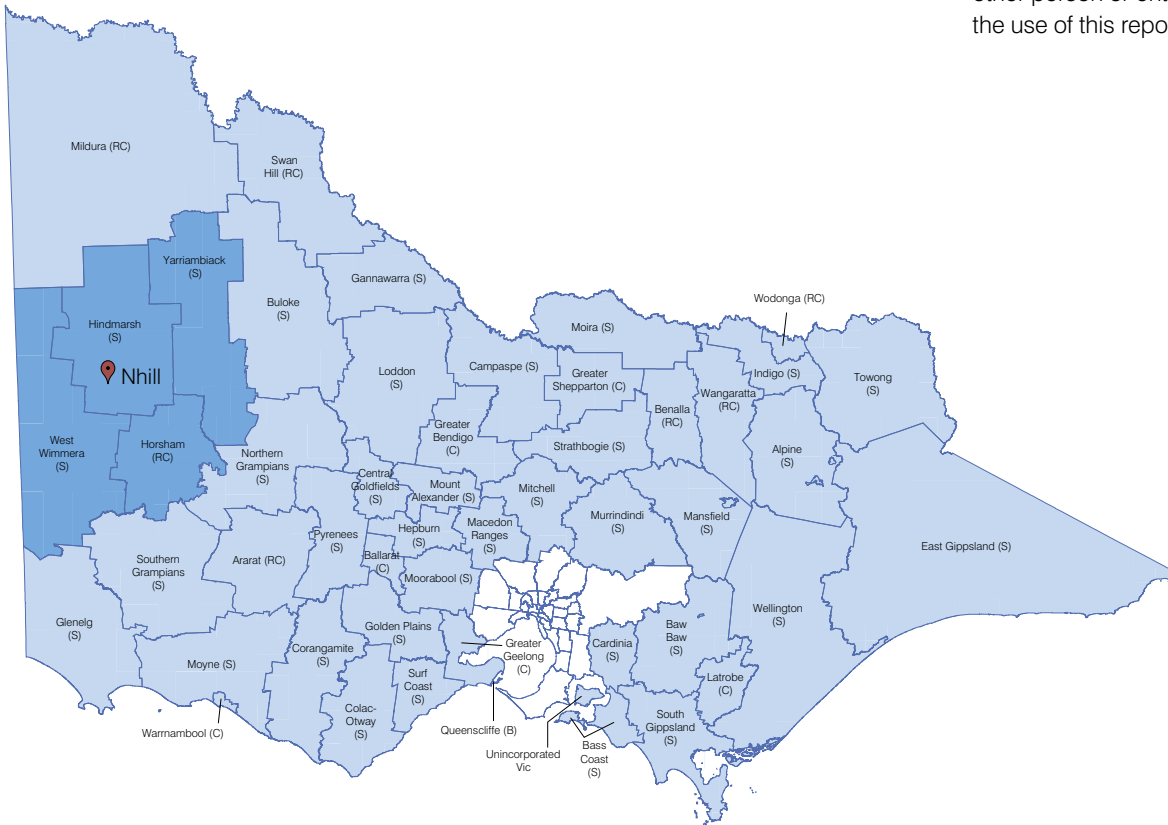 other person or ent
the use of this repo
Mildura (RC)
Swan
Hill (RC)
Yarriambiack
(S)
Gannawarra (S)
Buloke
(S)
Hindmarsh
(S)
Nhill
Wodonga (RC)
Moira (S)
Campaspe (S)
Greater
Shepparton (C)
Loddon
(S)
Indigo (S)
Towong
(S)
Wangaratta
(RC)
Benalla
(RC)
Greater
Bendigo
(C)
Strathbogie (S)
Alpine
(S)
West
Wimmera
(S)
Horsham
(RC)
Northern
Grampians
(S)
Central
Goldfields
(S)
Mount
Alexander (S)
Mitchell
(S)
Murrindindi
(S)
Mansfield
(S)
Pyrenees
(S)
Hepburn
(S)
Macedon
Ranges
(S)
East Gippsland (S)
Southern
Grampians
(S)
Ararat (RC)
Ballarat
(C)
Moorabool (S)
Glenelg
(S)
Wellington
(S)
Golden Plains
(S)
Greater
Geelong
(C)
Cardinia
(S)
Baw
Baw
(S)
Moyne (S)
Corangamite
(S)
Surf
Coast
(S)
Latrobe
(C)
Colac-
Otway
(S)
South
Gippsland
(S)
Warrnambool (C)
Queenscliffe (B)
Unincorporated
Vic
Bass
Coast
(S)